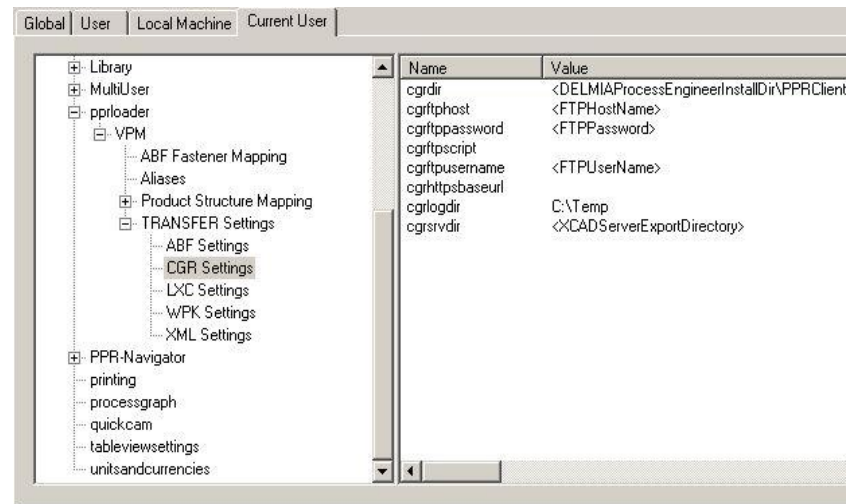 Global User Local Machine Current User
Library
MultiUser
pprloader
VPM
ABF Fastener Mapping
Aliases
Product Structure Mapping
TRANSFER Settings
ABF Settings
CGR Settings
LXC Settings
WPK Settings
XML Settings
PPR-Navigator
printing
processgraph
quickcam
tableviewsettings
unitsandcurrencies
Name Value
cgrdir <DELMIAProcessEngineerInstallDir\PPRClient
cgrftphost <FTPHostName>
cgrftppassword <FTPPassword>
cgrftpscript
cgrftpusername <FTPUserName>
cgrhttpsbaseurl
cgrlogdir C:\Temp
cgrsrvdir <XCADServerExportDirectory>